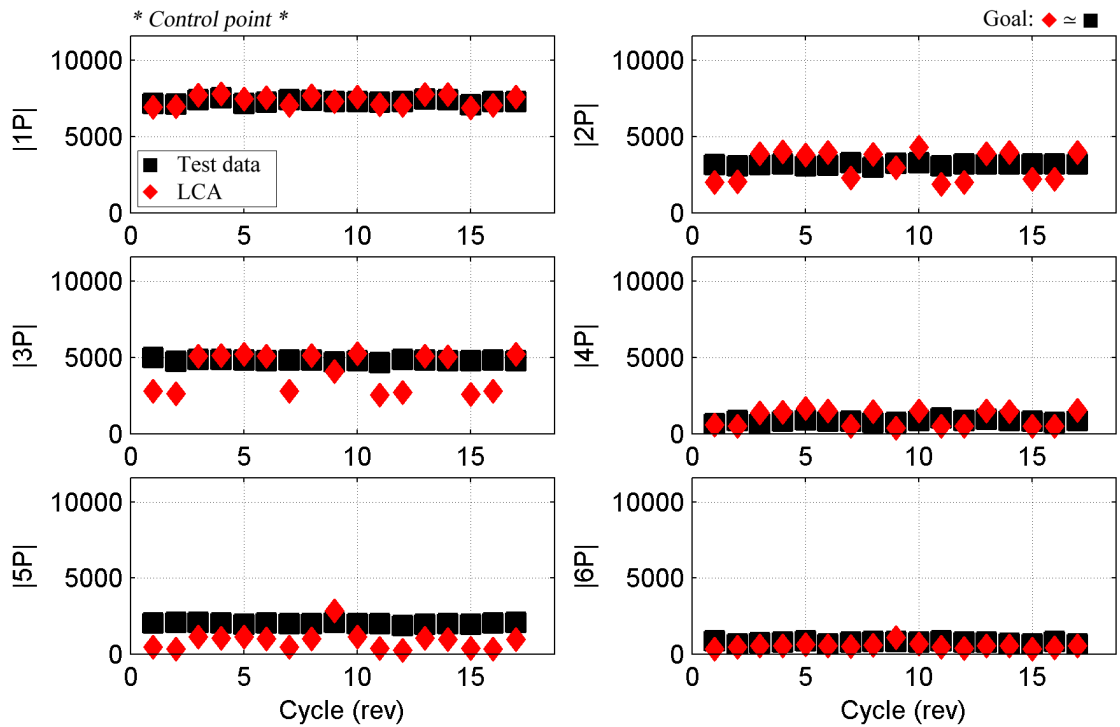 * Control point *
Goal: ♦ ≃ ■
10000
5000
0
|1P|
Test data
LCA
0 5 10 15
10000
5000
0
|2P|
0 5 10 15
10000
5000
0
|3P|
0 5 10 15
10000
5000
0
|4P|
0 5 10 15
10000
5000
0
|5P|
0 5 10 15
Cycle (rev)
10000
5000
0
|6P|
0 5 10 15
Cycle (rev)